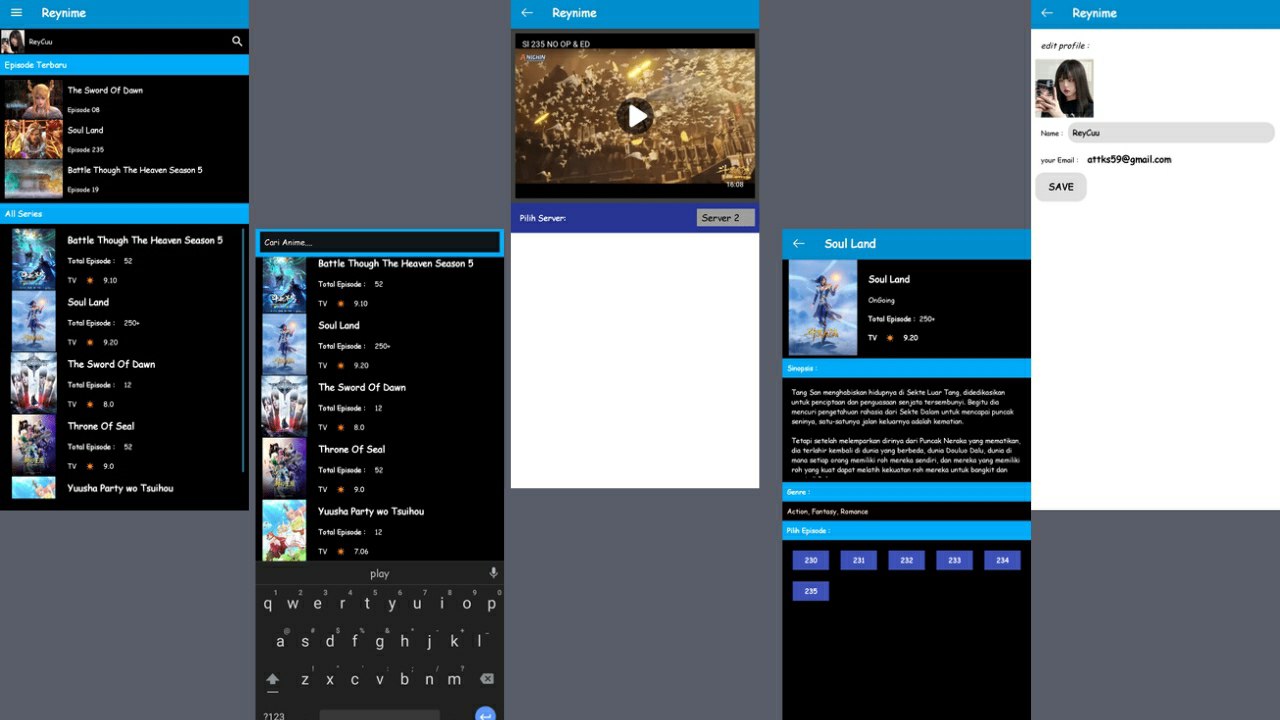 Reynime
ReyCuu
Episode Terbaru
The Sword Of Dawn
Episode 08
Soul Land
Episode 235
Battle Though The Heaven Season 5
Episode 19
All Series
Battle Though The Heaven Season 5
Total Episode : 52
TV 9.10
Soul Land
Total Episode : 250+
TV 9.20
The Sword Of Dawn
Total Episode : 12
TV 8.0
Throne Of Seal
Total Episode : 52
TV 9.0
Yuusha Party wo Tsuihou
Cari Anime....
Battle Though The Heaven Season 5
Total Episode : 52
TV 9.10
Soul Land
Total Episode : 250+
TV 9.20
The Sword Of Dawn
Total Episode : 12
TV 8.0
Throne Of Seal
Total Episode : 52
TV 9.0
Yuusha Party wo Tsuihou
Total Episode : 12
TV 7.06
play
1 2 3 4 5 6 7 8 9 0
q w e r t y u i o p
@ # $ _ & - + ( )
a s d f g h j k l
z x c v b n m
?123
Reynime
Sl 235 NO OP & ED
ANICHIN
16:08
Pilih Server:
Server 2
Soul Land
Soul Land
OnGoing
Total Episode : 250+
TV 9.20
Sinopsis :
Tang San menghabiskan hidupnya di Sekte Luar Tang, didedikasikan
untuk penciptaan dan penguasaan senjata tersembunyi. Begitu dia
mencuri pengetahuan rahasia dari Sekte Dalam untuk mencapai puncak
seninya, satu-satunya jalan keluarnya adalah kematian.
Tetapi setelah melemparkan dirinya dari Puncak Neraka yang mematikan,
dia terlahir kembali di dunia yang berbeda, dunia Douluo Dalu, dunia di
mana setiap orang memiliki roh mereka sendiri, dan mereka yang memiliki
roh yang kuat dapat melatih kekuatan roh mereka untuk bangkit dan
Genre :
Action, Fantasy, Romance
Pilih Episode :
230 231 232 233 234
235
Reynime
edit profile :
Name : ReyCuu
your Email : attks59@gmail.com
SAVE